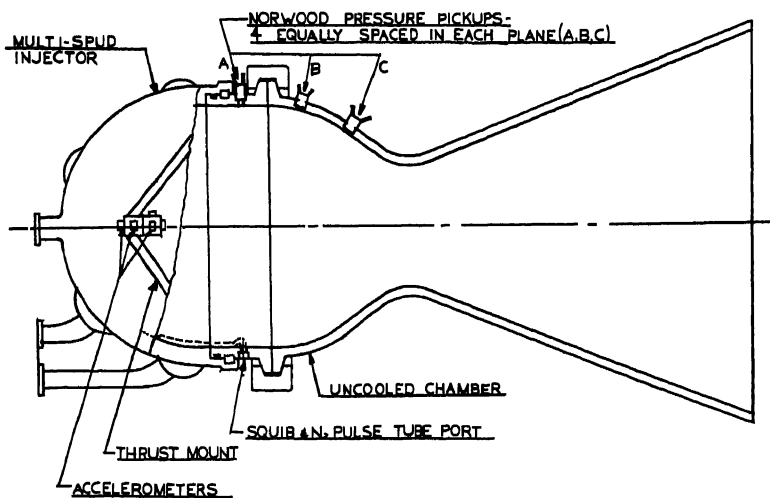 NORWOOD PRESSURE PICKUPS-
4 EQUALLY SPACED IN EACH PLANE (A,B,C)
MULTI-SPUD
INJECTOR
A
B
C
UNCOOLED CHAMBER
SQUIB & N₂ PULSE TUBE PORT
THRUST MOUNT
ACCELEROMETERS